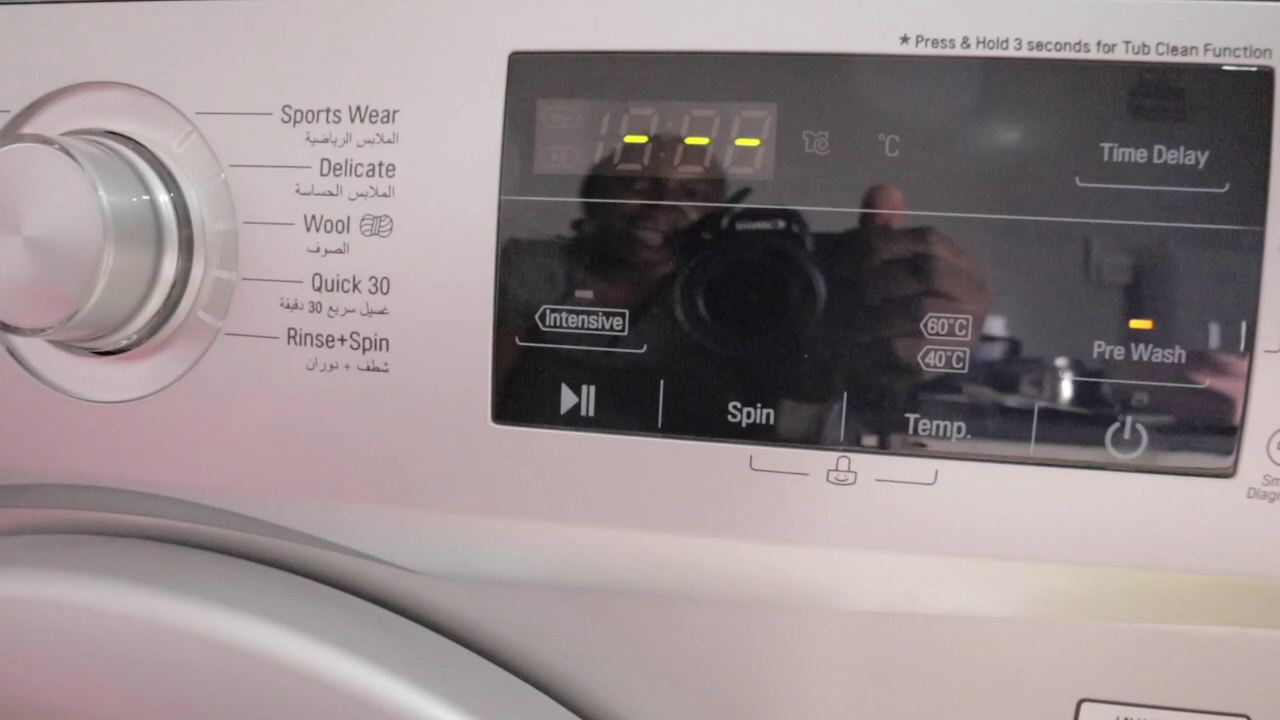 ★ Press & Hold 3 seconds for Tub Clean Function
Sports Wear
الملابس الرياضية
Delicate
الملابس الحساسة
Wool
الصوف
Quick 30
غسيل سريع 30 دقيقة
Rinse+Spin
شطف + دوران
- - -
°C
Time Delay
Intensive
60°C
40°C
Pre Wash
Spin
Temp.